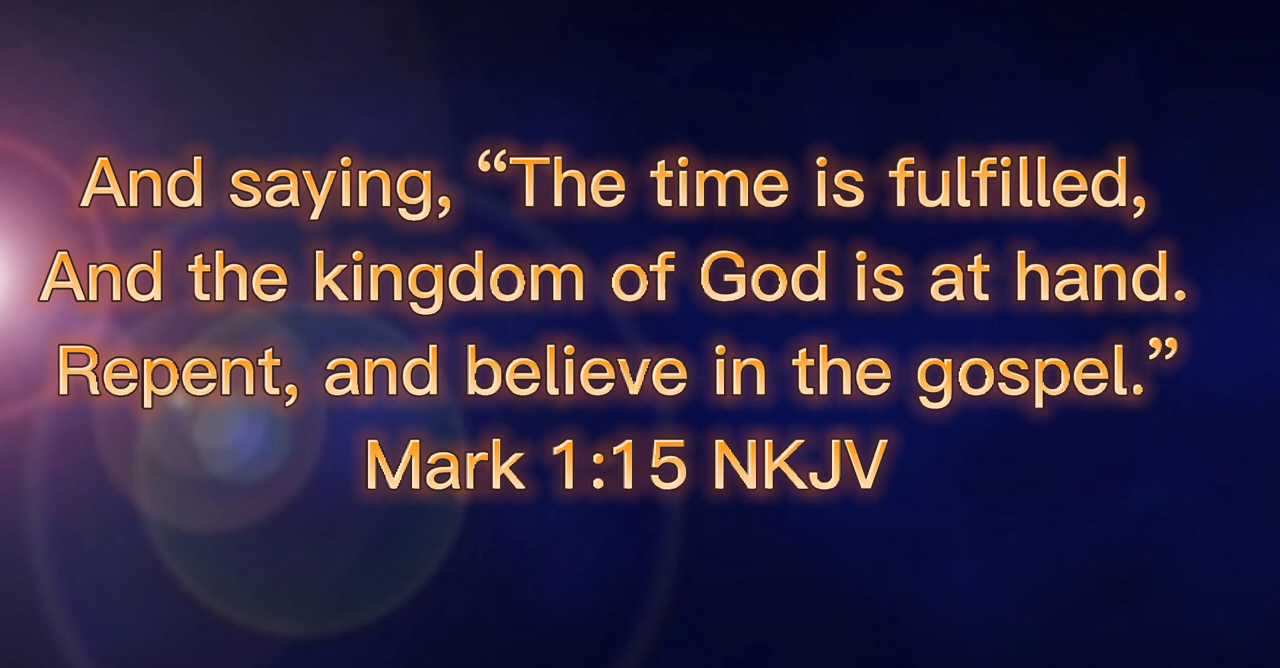 And saying, “The time is fulfilled,
And the kingdom of God is at hand.
Repent, and believe in the gospel.”
Mark 1:15 NKJV